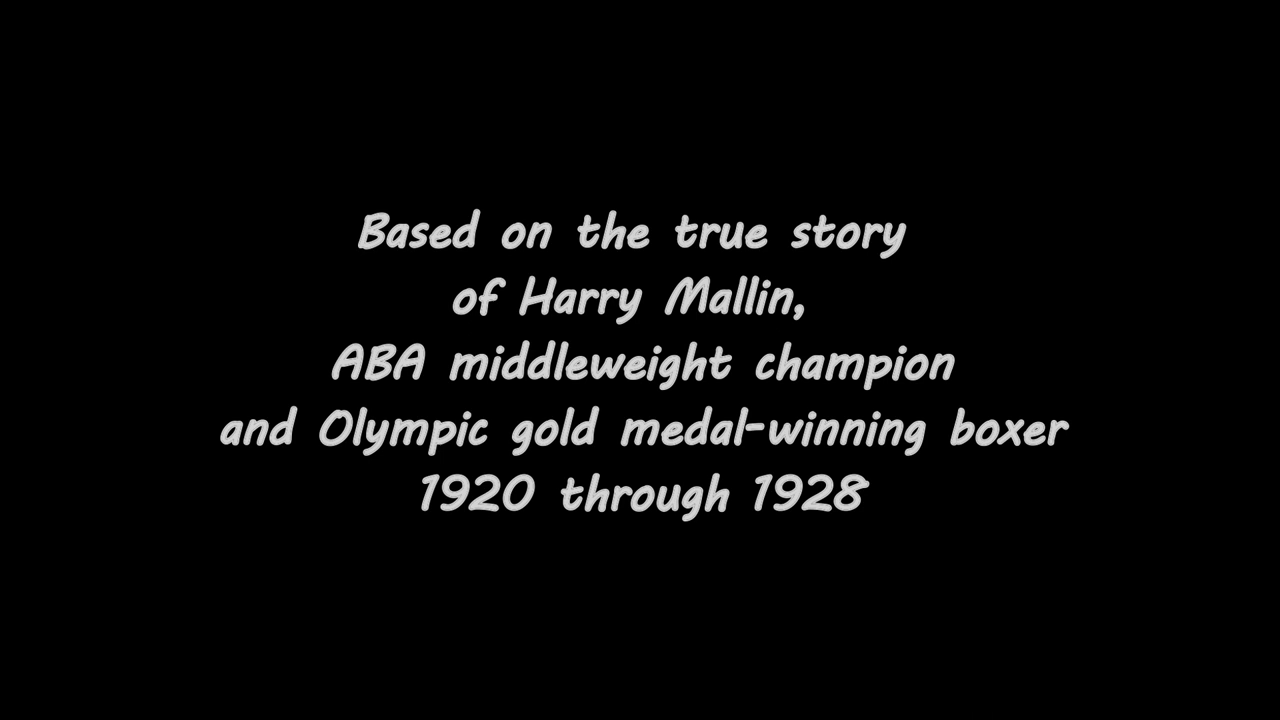 Based on the true story
of Harry Mallin,
ABA middleweight champion
and Olympic gold medal-winning boxer
1920 through 1928